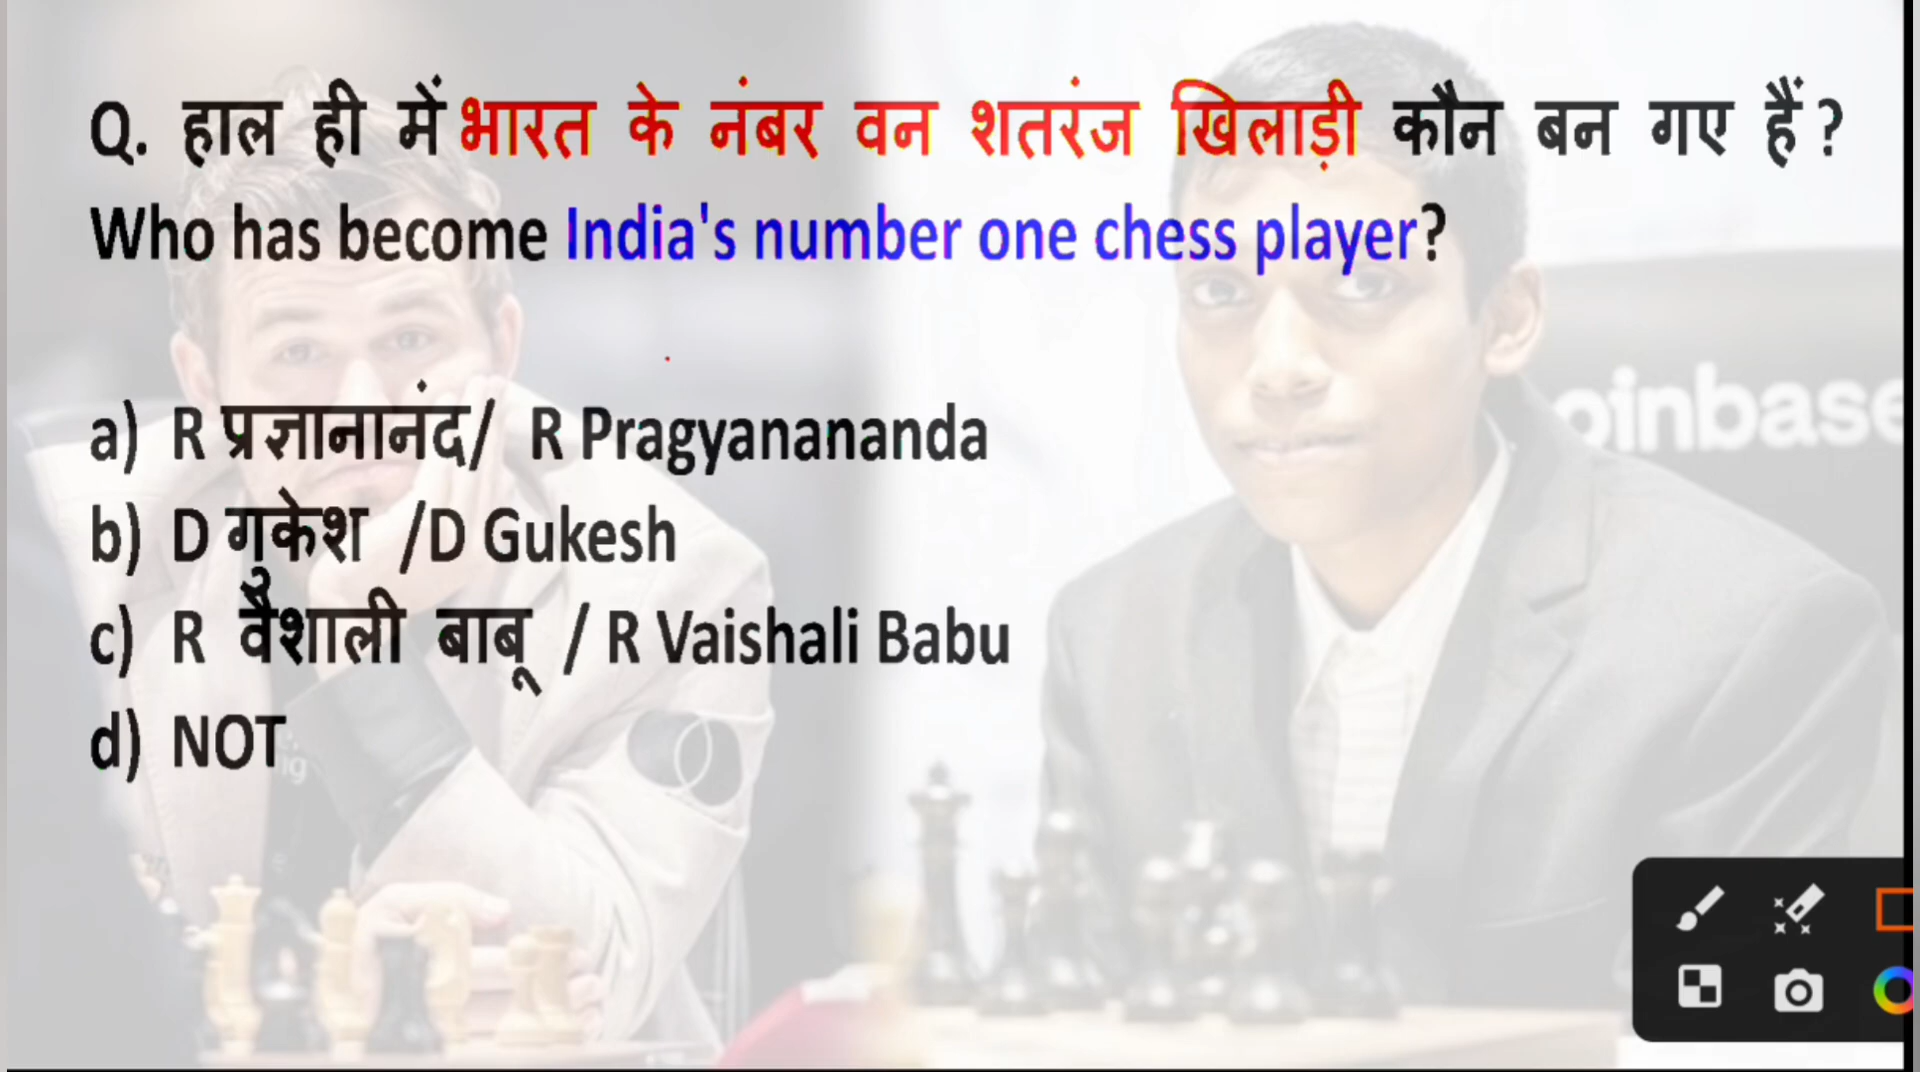 Q. हाल ही में भारत के नंबर वन शतरंज खिलाड़ी कौन बन गए हैं ?
Who has become India's number one chess player?
oinbase
a) R प्रज्ञानानंद/ R Pragyanananda
b) D गुकेश /D Gukesh
c) R वैशाली बाबू / R Vaishali Babu
d) NOT